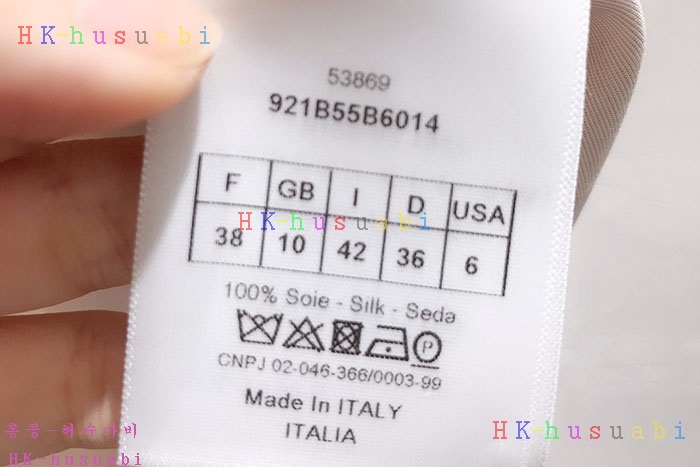 HK-husuabi
53869
921B55B6014
F GB I D USA
HK-husuabi
38 10 42 36 6
100% Soie - Silk - Seda
P
CNPJ 02-046-366/0003-99
Made In ITALY
ITALIA
홍콩-허수아비
HK-husuabi
HK-husuabi